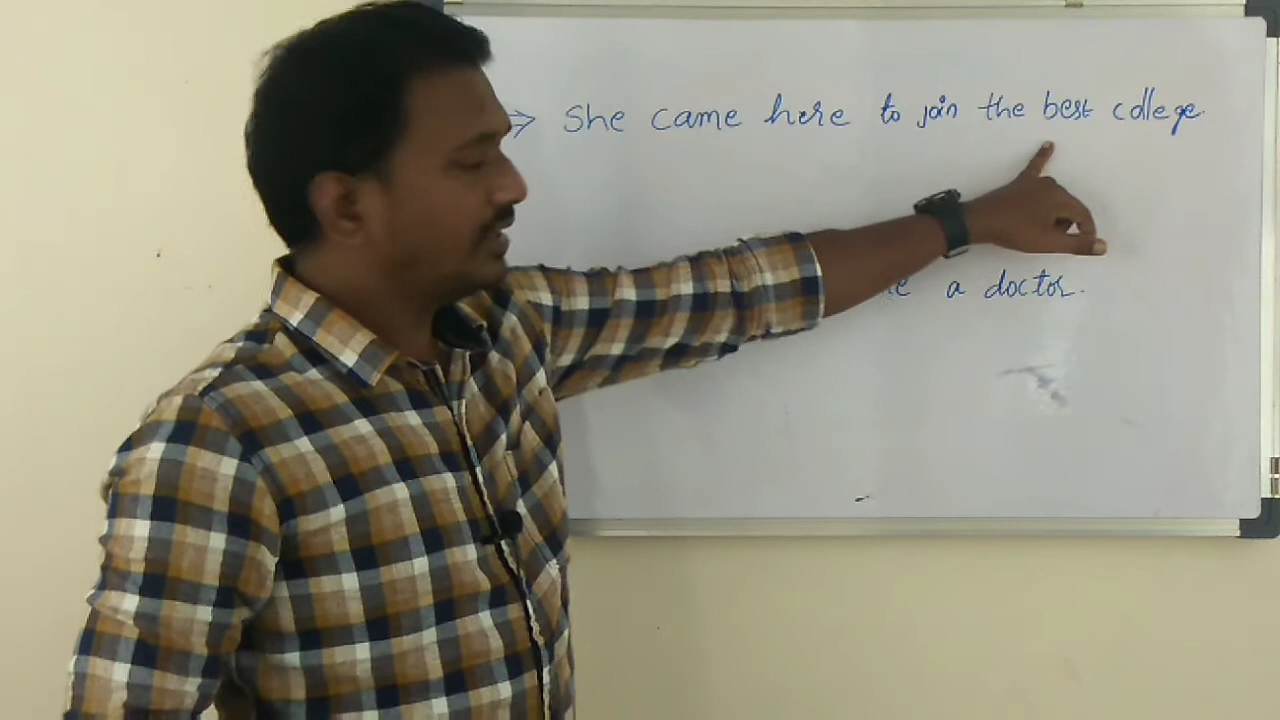 → She came here to join the best college.
a doctor.